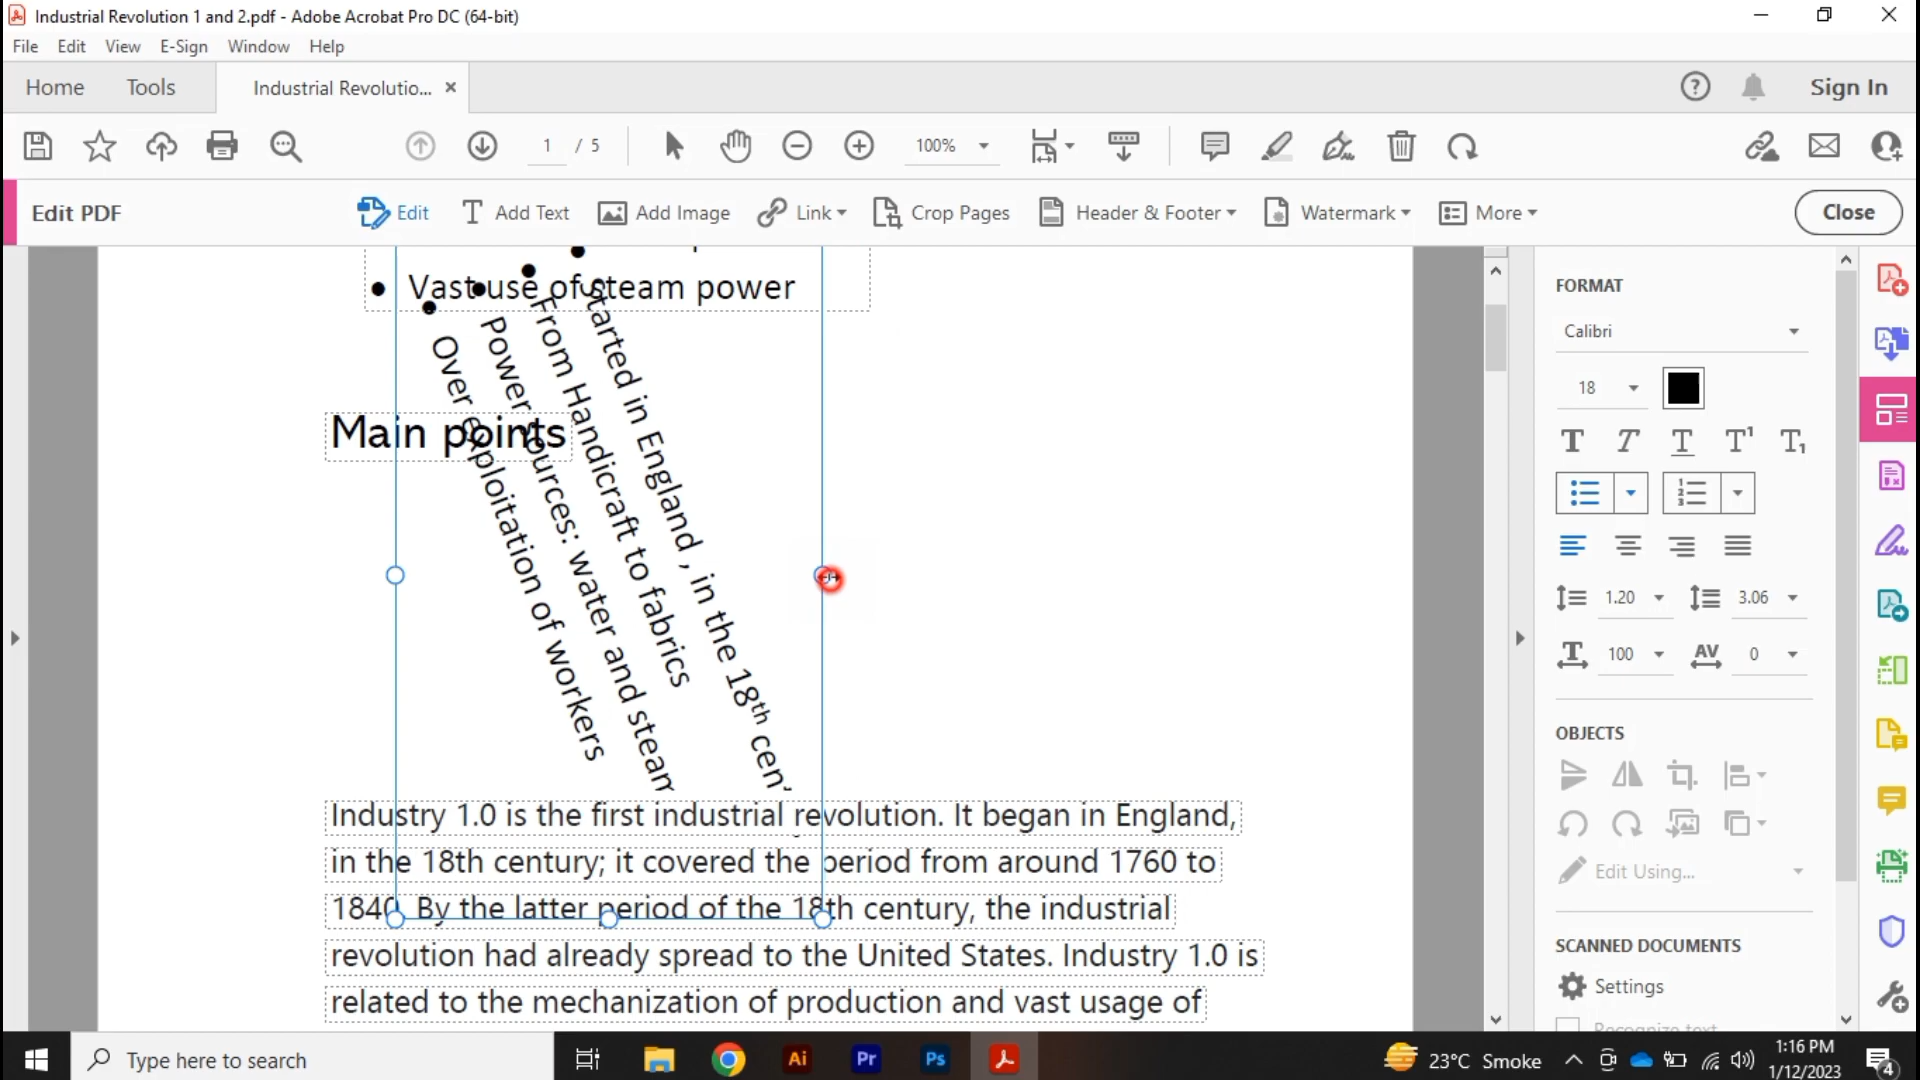 Industrial Revolution 1 and 2.pdf - Adobe Acrobat Pro DC (64-bit)
File Edit View E-Sign Window Help
Home Tools Industrial Revolutio... × Sign In
1 / 5 100%
Edit PDF Edit Add Text Add Image Link Crop Pages Header & Footer Watermark More Close
• Vast use of steam power
Started in England , in the 18th cen
From Handicraft to fabrics
Power sources: water and steam
Over exploitation of workers
Main points
Industry 1.0 is the first industrial revolution. It began in England,
in the 18th century; it covered the period from around 1760 to
1840. By the latter period of the 18th century, the industrial
revolution had already spread to the United States. Industry 1.0 is
related to the mechanization of production and vast usage of
FORMAT
Calibri
18
1.20 3.06
100 AV 0
OBJECTS
Edit Using...
SCANNED DOCUMENTS
Settings
Recognize text
Type here to search
Ai Pr Ps
23°C Smoke
1:16 PM
1/12/2023
4